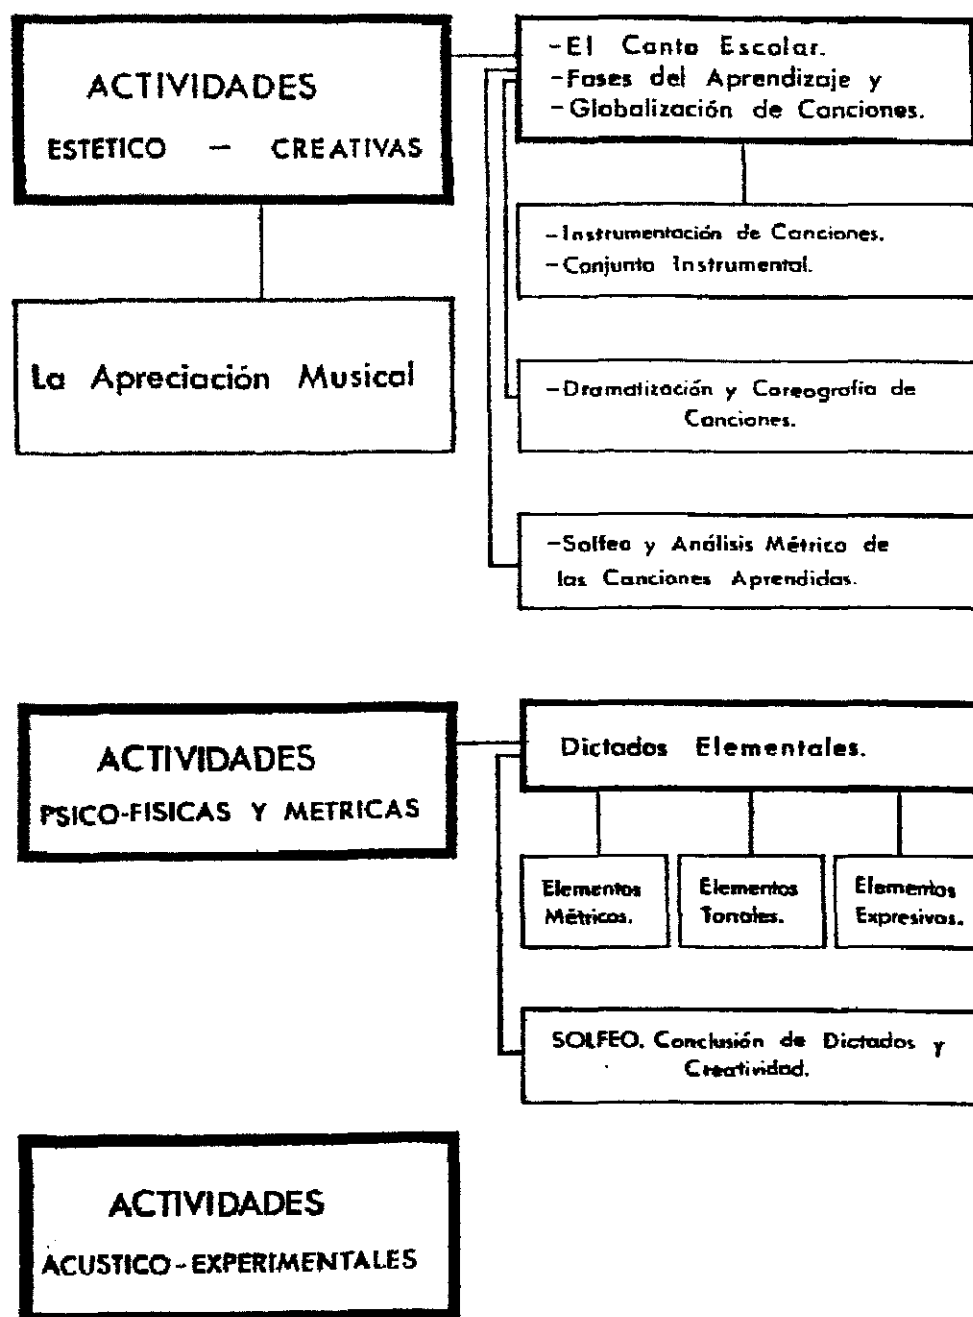 ACTIVIDADES
ESTETICO – CREATIVAS
La Apreciación Musical
-El Canto Escolar.
-Fases del Aprendizaje y
-Globalización de Canciones.
-Instrumentación de Canciones.
-Conjunto Instrumental.
-Dramatización y Coreografía de
Canciones.
-Solfeo y Análisis Métrico de
las Canciones Aprendidas.
ACTIVIDADES
PSICO-FISICAS Y METRICAS
Dictados Elementales.
Elementos
Métricos.
Elementos
Tonales.
Elementos
Expresivos.
SOLFEO. Conclusión de Dictados y
Creatividad.
ACTIVIDADES
ACUSTICO-EXPERIMENTALES